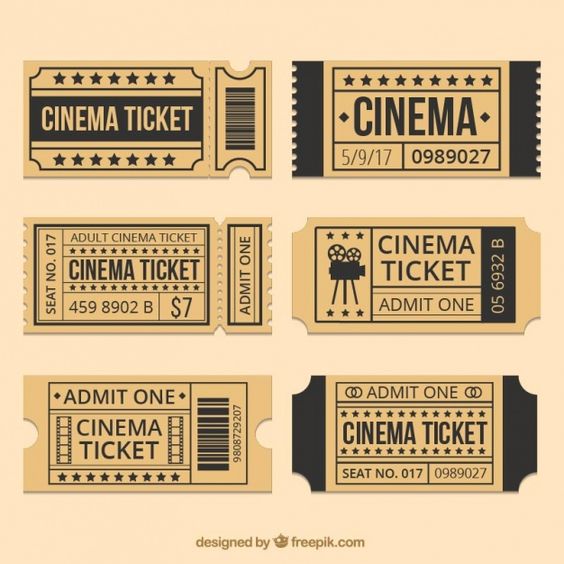 CINEMA TICKET
CINEMA
5/9/17 0989027
SEAT NO. 017
ADULT CINEMA TICKET
CINEMA TICKET
459 8902 B $7
ADMIT ONE
CINEMA
TICKET
ADMIT ONE
05 6932 B
ADMIT ONE
CINEMA
TICKET
9808729207
ADMIT ONE
CINEMA TICKET
SEAT NO. 017 0989027
designed by freepik.com